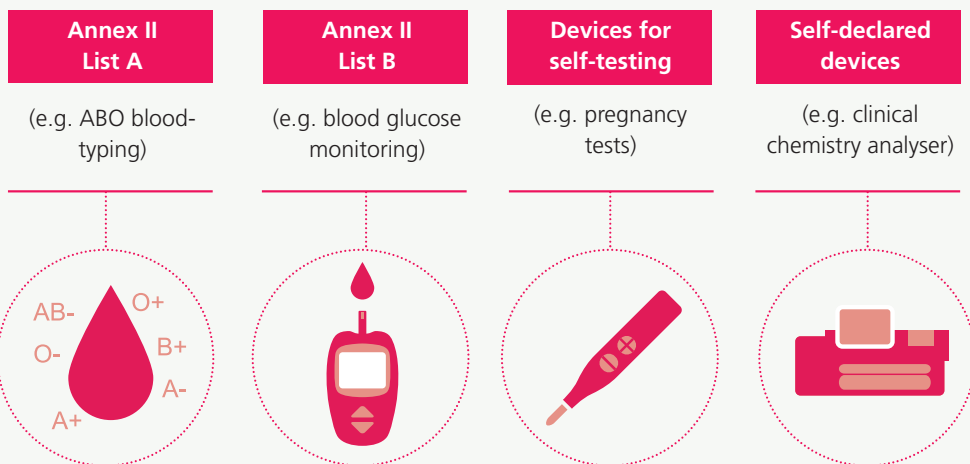 Annex II
List A
(e.g. ABO blood-
typing)
Annex II
List B
(e.g. blood glucose
monitoring)
Devices for
self-testing
(e.g. pregnancy
tests)
Self-declared
devices
(e.g. clinical
chemistry analyser)
AB-
O+
O-
B+
A-
A+